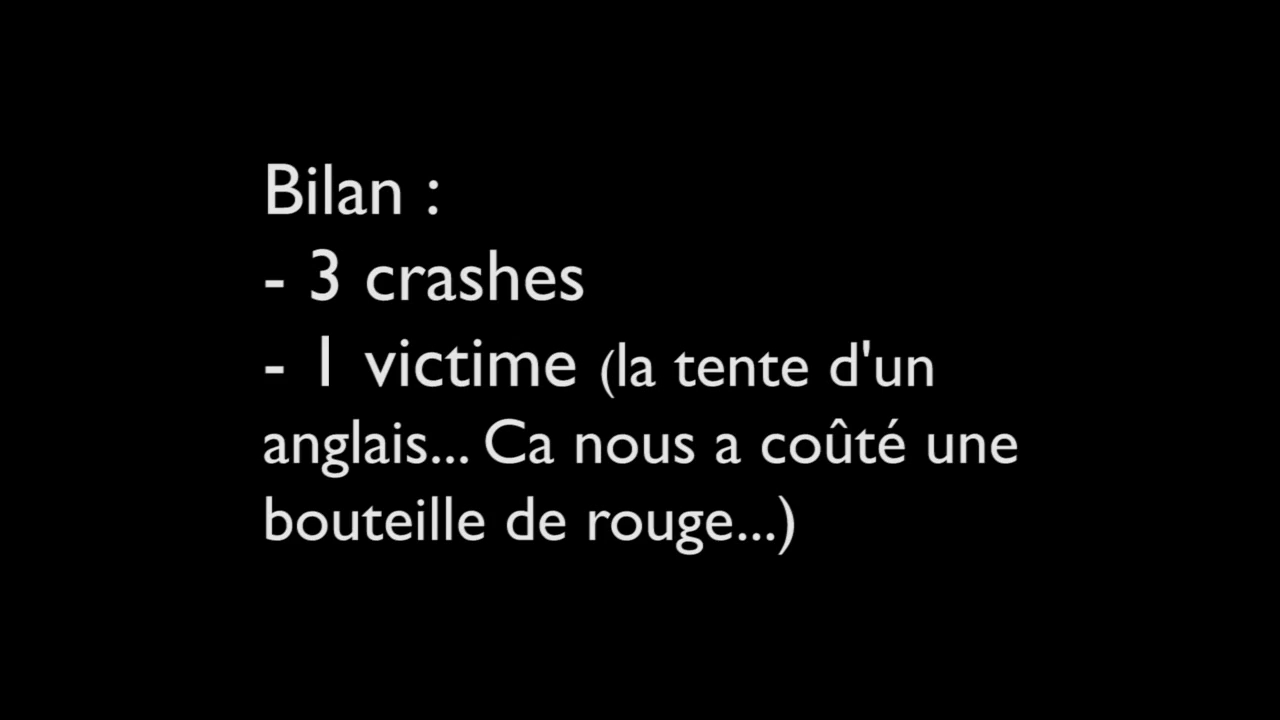 Bilan :
- 3 crashes
- 1 victime (la tente d'un
anglais... Ca nous a coûté une
bouteille de rouge...)